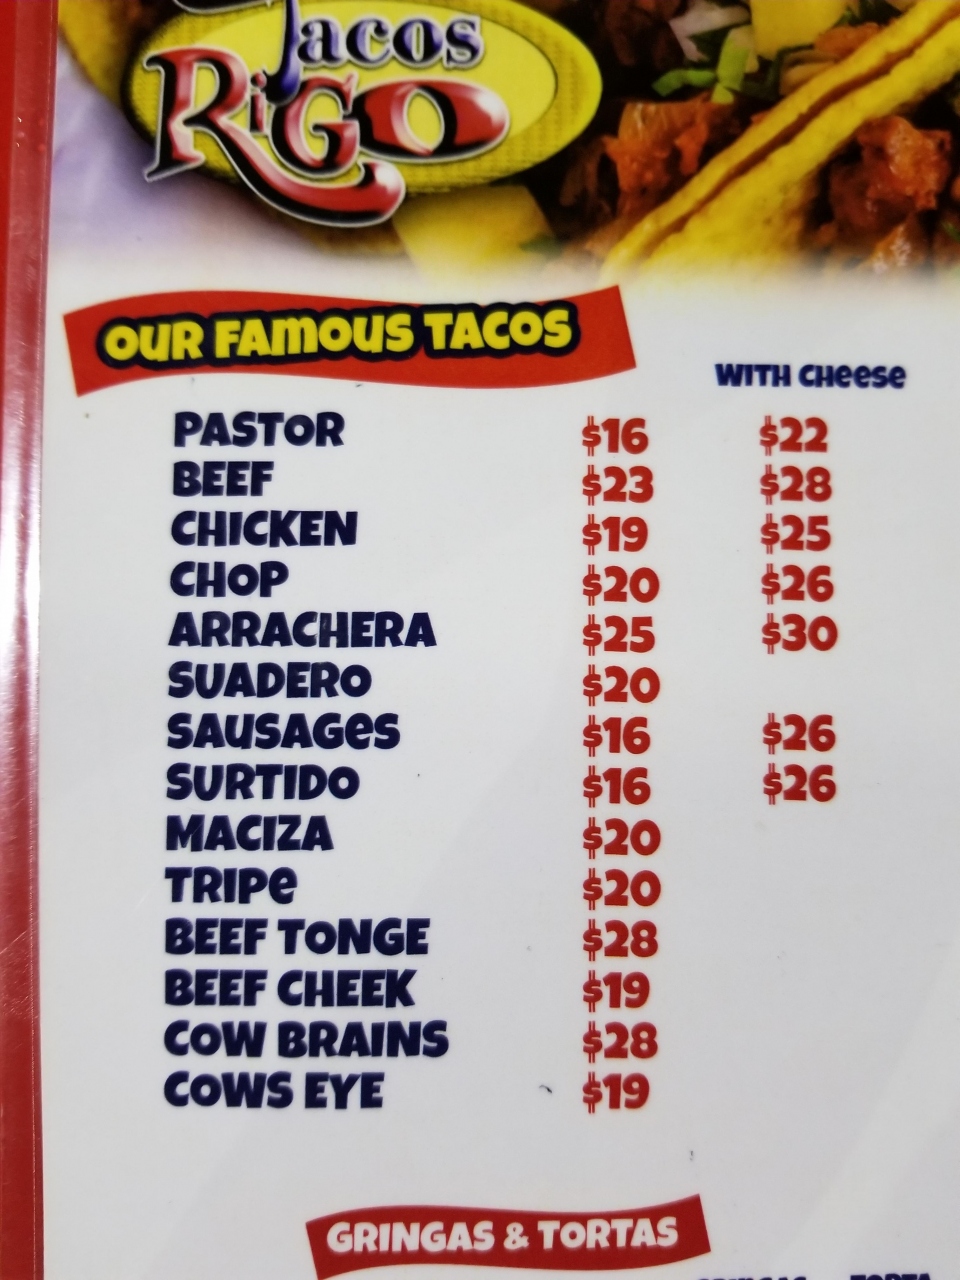 Tacos
RiGO
OUR FAMOUS TACOS
WITH CHeese
PASTOR $16 $22
BEEF $23 $28
CHICKEN $19 $25
CHOP $20 $26
ARRACHERA $25 $30
SUADERO $20
SAUSAGes $16 $26
SURTIDO $16 $26
MACIZA $20
TRIPe $20
BEEF TONGE $28
BEEF CHEEK $19
COW BRAINS $28
COWS EYE $19
GRINGAS & TORTAS
GRINGAS TORTA